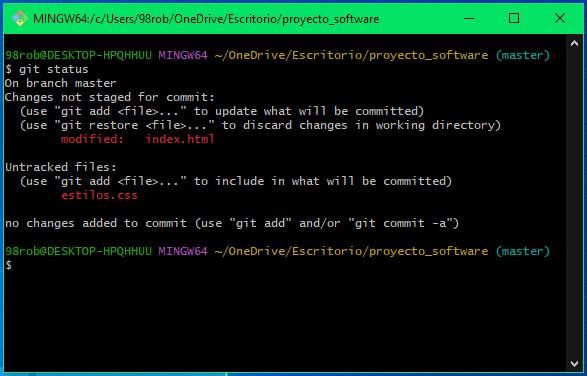 MINGW64:/c/Users/98rob/OneDrive/Escritorio/proyecto_software
98rob@DESKTOP-HPQHHUU MINGW64 ~/OneDrive/Escritorio/proyecto_software (master)
$ git status
On branch master
Changes not staged for commit:
  (use "git add <file>..." to update what will be committed)
  (use "git restore <file>..." to discard changes in working directory)
        modified:   index.html

Untracked files:
  (use "git add <file>..." to include in what will be committed)
        estilos.css

no changes added to commit (use "git add" and/or "git commit -a")

98rob@DESKTOP-HPQHHUU MINGW64 ~/OneDrive/Escritorio/proyecto_software (master)
$